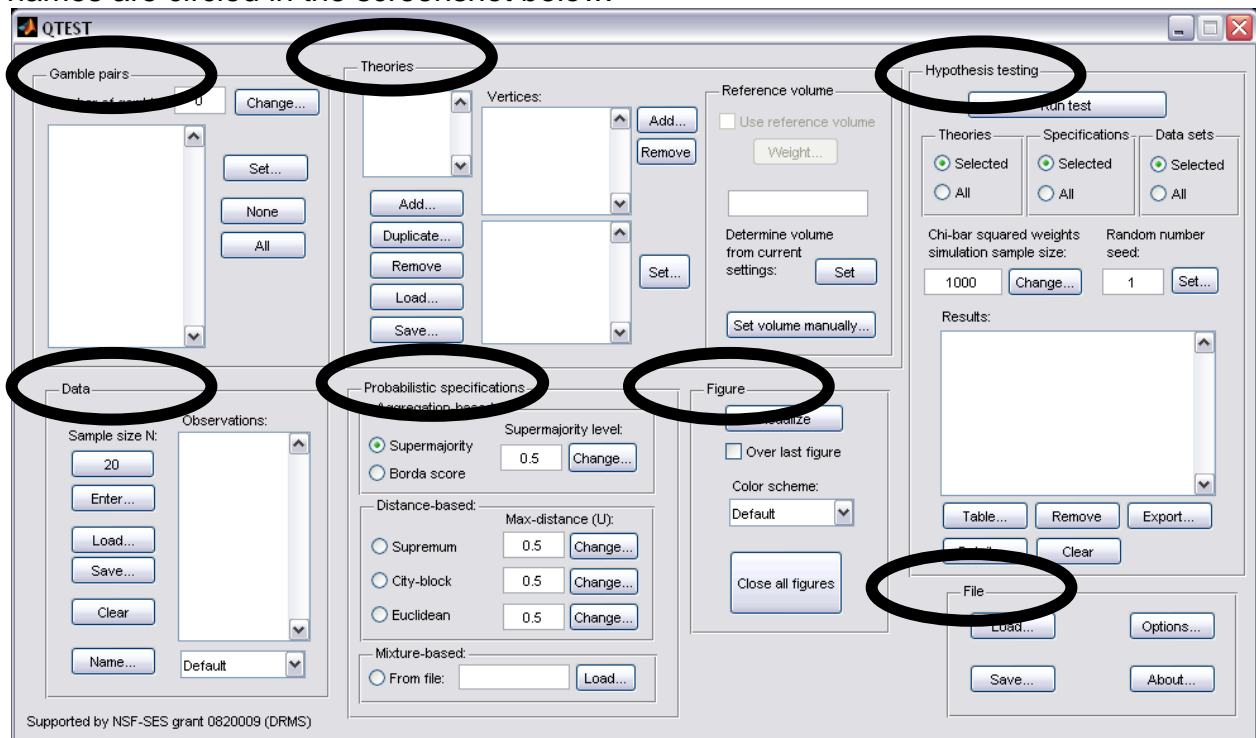 names are circled in the screenshot below.
QTEST
Gamble pairs
0
Change...
Set...
None
All
Theories
Vertices:
Add...
Remove
Add...
Duplicate...
Remove
Load...
Save...
Set...
Reference volume
Use reference volume
Weight...
Determine volume
from current
settings:
Set
Set volume manually...
Hypothesis testing
Run test
Theories
Selected
All
Specifications
Selected
All
Data sets
Selected
All
Chi-bar squared weights
simulation sample size:
1000
Change...
Random number
seed:
1
Set...
Results:
Table...
Remove
Export...
Clear
Data
Sample size N:
20
Enter...
Load...
Save...
Clear
Name...
Observations:
Default
Probabilistic specifications
Supermajority
Borda score
Supermajority level:
0.5
Change...
Distance-based:
Max-distance (U):
Supremum
0.5
Change...
City-block
0.5
Change...
Euclidean
0.5
Change...
Mixture-based:
From file:
Load...
Figure
Over last figure
Color scheme:
Default
Close all figures
File
Load...
Options...
Save...
About...
Supported by NSF-SES grant 0820009 (DRMS)